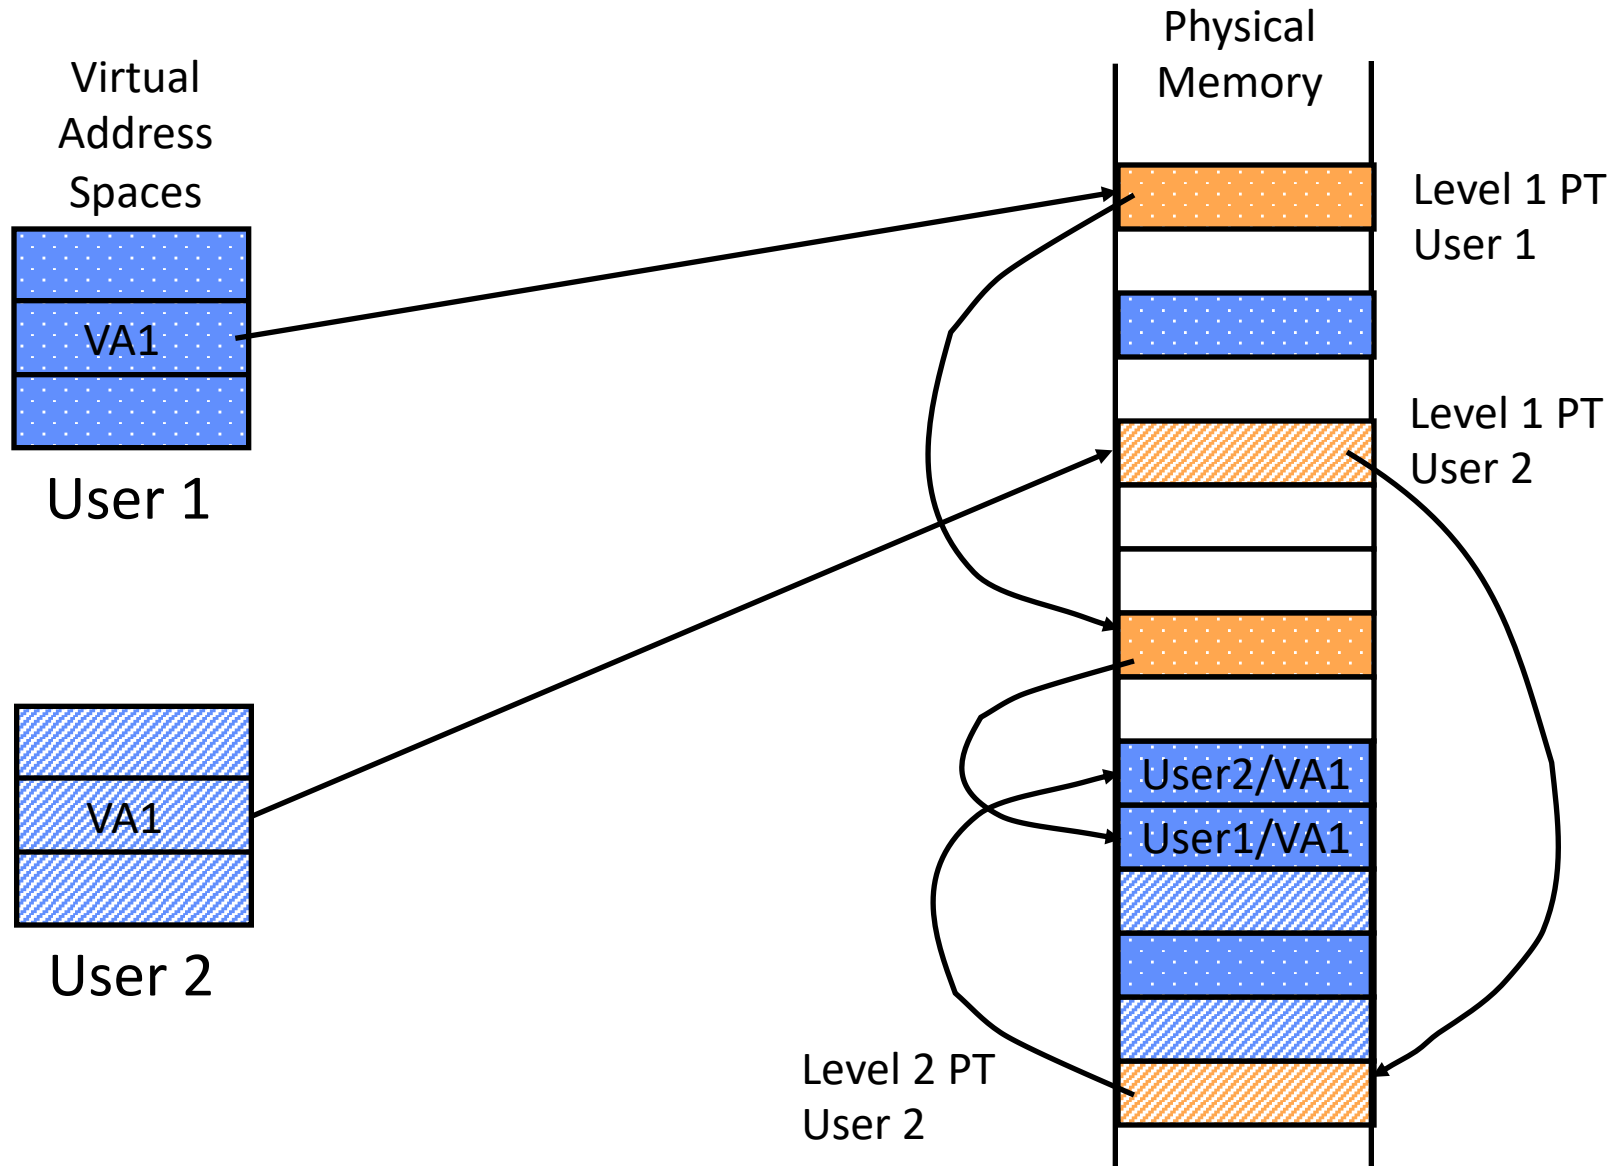 Physical
Memory
Virtual
Address
Spaces
Level 1 PT
User 1
VA1
Level 1 PT
User 2
User 1
User2/VA1
VA1
User1/VA1
User 2
Level 2 PT
User 2